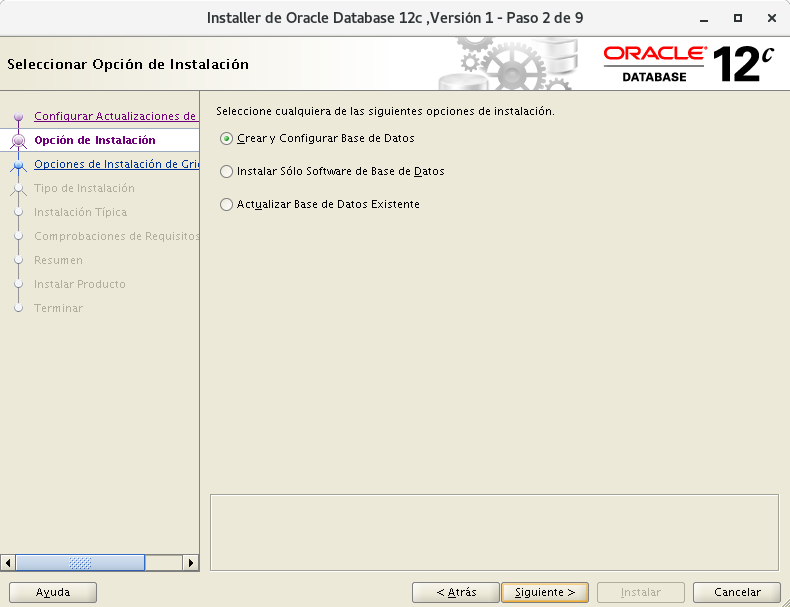 Installer de Oracle Database 12c ,Versión 1 - Paso 2 de 9
Seleccionar Opción de Instalación
ORACLE®
DATABASE
12c
Configurar Actualizaciones de
Opción de Instalación
Opciones de Instalación de Gri
Tipo de Instalación
Instalación Típica
Comprobaciones de Requisitos
Resumen
Instalar Producto
Terminar
Seleccione cualquiera de las siguientes opciones de instalación.
Crear y Configurar Base de Datos
Instalar Sólo Software de Base de Datos
Actualizar Base de Datos Existente
Ayuda
< Atrás
Siguiente >
Instalar
Cancelar